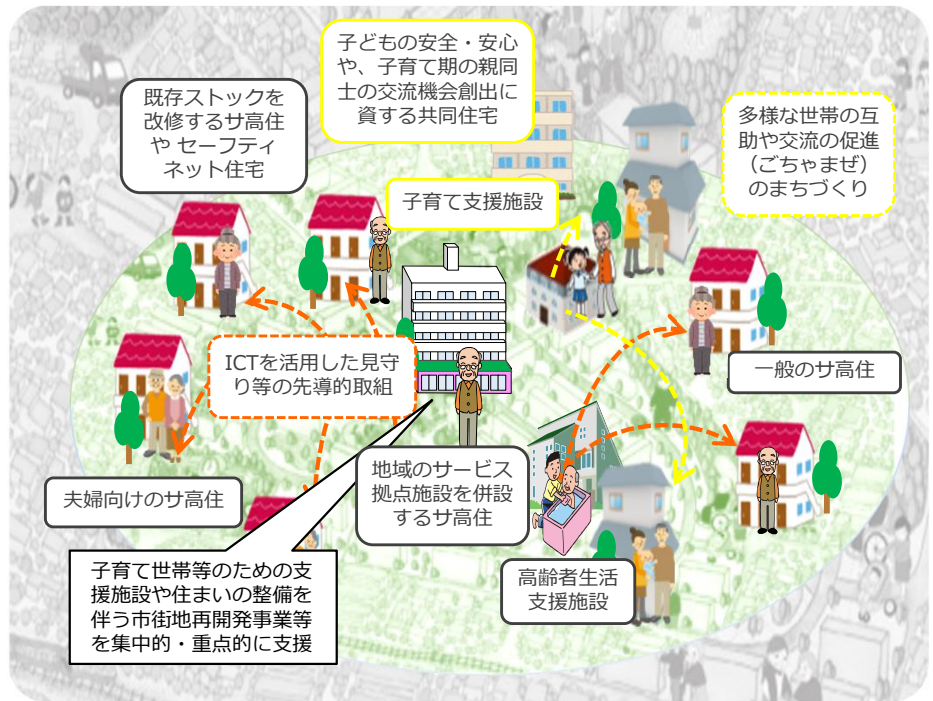 子どもの安全・安心
や、子育て期の親同
士の交流機会創出に
資する共同住宅
既存ストックを
改修するサ高住
や セーフティ
ネット住宅
多様な世帯の互
助や交流の促進
(ごちゃまぜ)
のまちづくり
子育て支援施設
ICTを活用した見守
り等の先導的取組
一般のサ高住
地域のサービス
拠点施設を併設
するサ高住
夫婦向けのサ高住
高齢者生活
支援施設
子育て世帯等のための支
援施設や住まいの整備を
伴う市街地再開発事業等
を集中的・重点的に支援